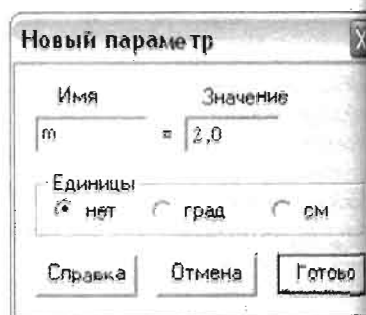 Новый параметр X
Имя Значение
m = 2,0
Единицы
нет град см
Справка Отмена Готово